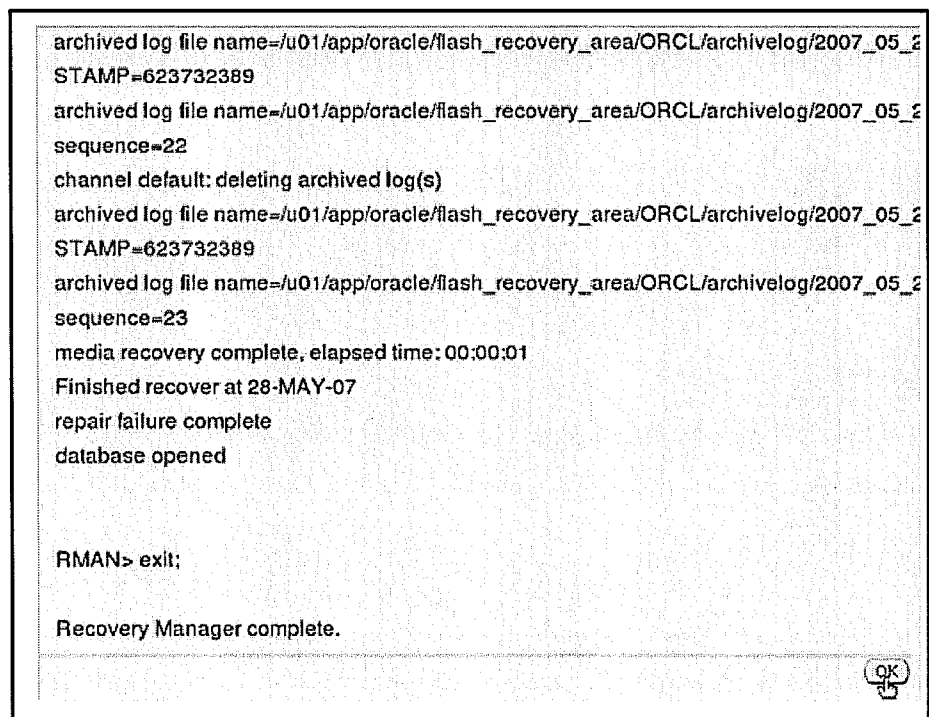 archived log file name=/u01/app/oracle/flash_recovery_area/ORCL/archivelog/2007_05_2
STAMP=623732389
archived log file name=/u01/app/oracle/flash_recovery_area/ORCL/archivelog/2007_05_2
sequence=22
channel default: deleting archived log(s)
archived log file name=/u01/app/oracle/flash_recovery_area/ORCL/archivelog/2007_05_2
STAMP=623732389
archived log file name=/u01/app/oracle/flash_recovery_area/ORCL/archivelog/2007_05_2
sequence=23
media recovery complete, elapsed time: 00:00:01
Finished recover at 28-MAY-07
repair failure complete
database opened
RMAN> exit;
Recovery Manager complete.
OK